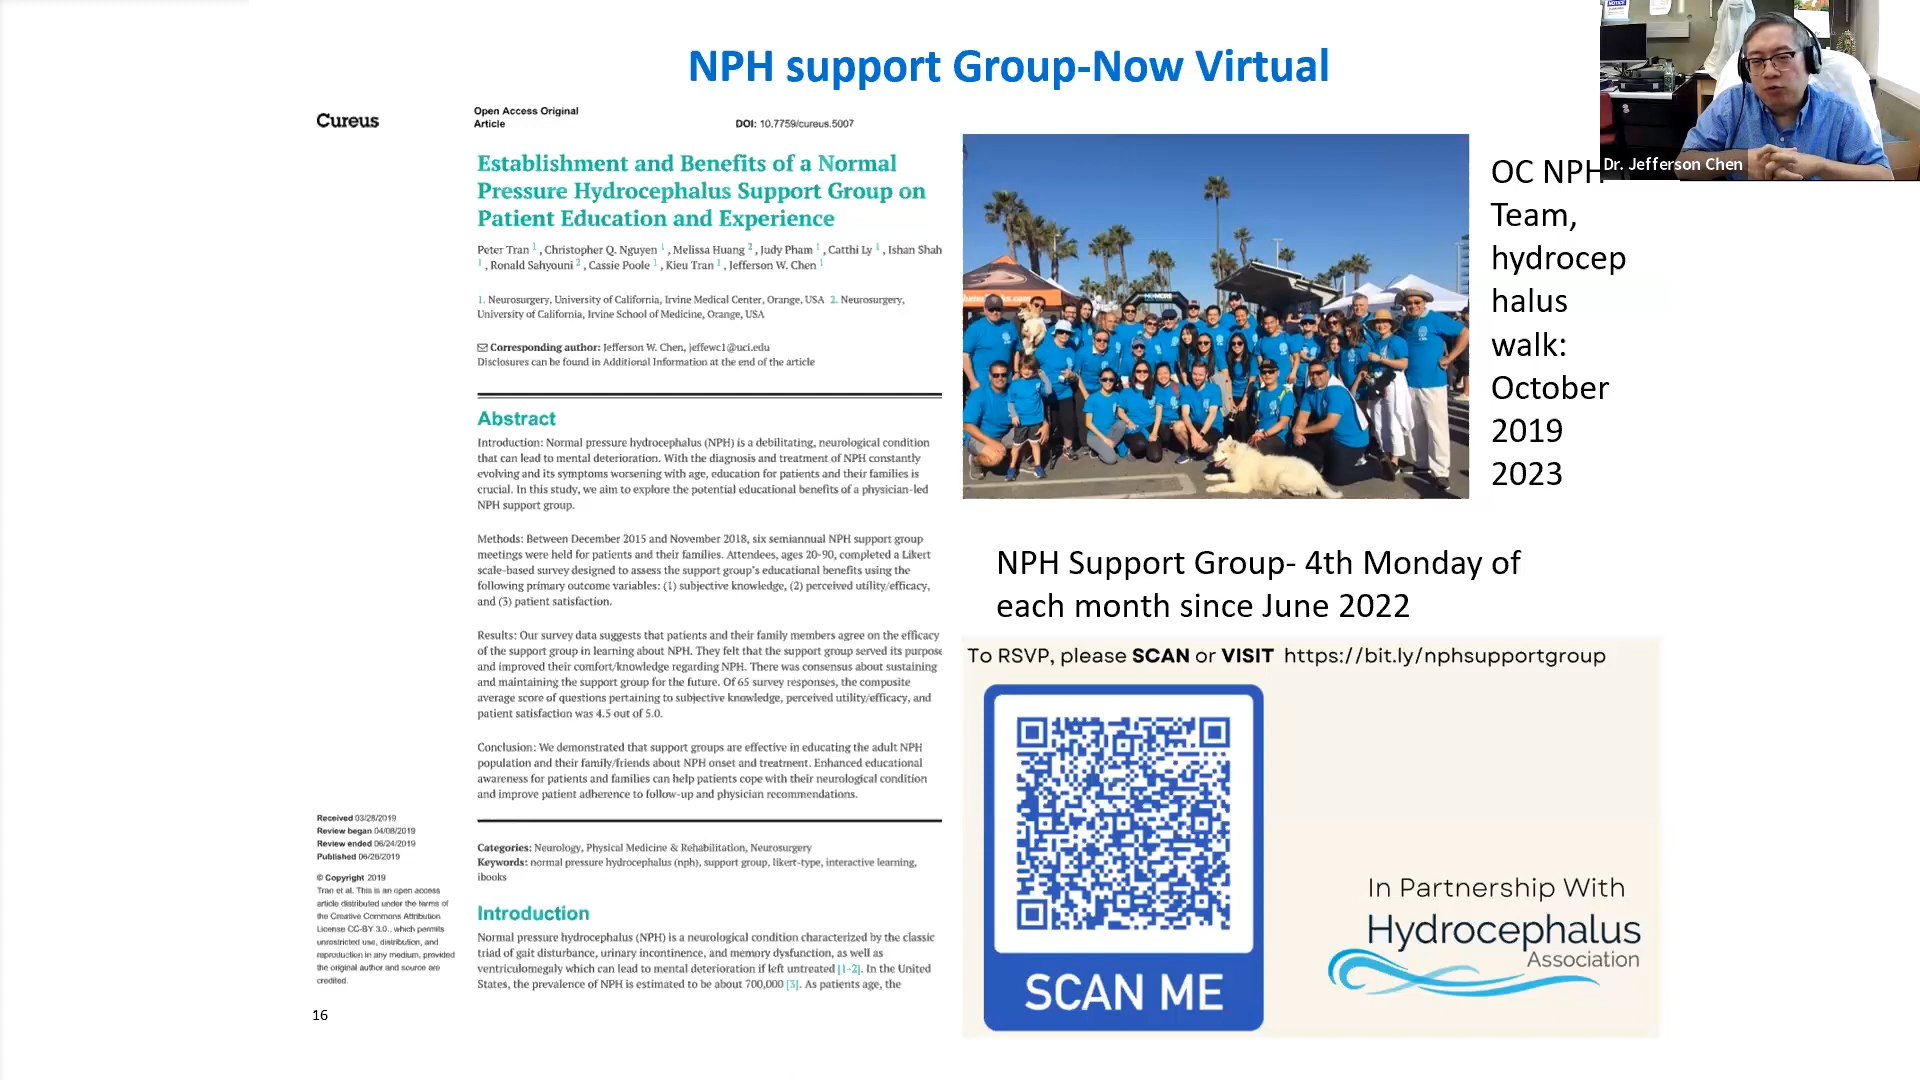 NPH support Group-Now Virtual
Cureus
Open Access Original
Article
DOI: 10.7759/cureus.5007
Establishment and Benefits of a Normal
Pressure Hydrocephalus Support Group on
Patient Education and Experience
Peter Tran 1 , Christopher Q. Nguyen 1 , Melissa Huang 2 , Judy Pham 1 , Catthi Ly 1 , Ishan Shah
1 , Ronald Sahyouni 2 , Cassie Poole 1 , Kieu Tran 1 , Jefferson W. Chen 1
1. Neurosurgery, University of California, Irvine Medical Center, Orange, USA 2. Neurosurgery,
University of California, Irvine School of Medicine, Orange, USA
Corresponding author: Jefferson W. Chen, jeffewc1@uci.edu
Disclosures can be found in Additional Information at the end of the article
Abstract
Introduction: Normal pressure hydrocephalus (NPH) is a debilitating, neurological condition
that can lead to mental deterioration. With the diagnosis and treatment of NPH constantly
evolving and its symptoms worsening with age, education for patients and their families is
crucial. In this study, we aim to explore the potential educational benefits of a physician-led
NPH support group.
Methods: Between December 2015 and November 2018, six semiannual NPH support group
meetings were held for patients and their families. Attendees, ages 20-90, completed a Likert
scale-based survey designed to assess the support group's educational benefits using the
following primary outcome variables: (1) subjective knowledge, (2) perceived utility/efficacy,
and (3) patient satisfaction.
Results: Our survey data suggests that patients and their family members agree on the efficacy
of the support group in learning about NPH. They felt that the support group served its purpose
and improved their comfort/knowledge regarding NPH. There was consensus about sustaining
and maintaining the support group for the future. Of 65 survey responses, the composite
average score of questions pertaining to subjective knowledge, perceived utility/efficacy, and
patient satisfaction was 4.5 out of 5.0.
Conclusion: We demonstrated that support groups are effective in educating the adult NPH
population and their family/friends about NPH onset and treatment. Enhanced educational
awareness for patients and families can help patients cope with their neurological condition
and improve patient adherence to follow-up and physician recommendations.
Received 03/28/2019
Review began 04/08/2019
Review ended 06/24/2019
Published 06/26/2019
© Copyright 2019
Tran et al. This is an open access
article distributed under the terms of
the Creative Commons Attribution
License CC-BY 3.0., which permits
unrestricted use, distribution, and
reproduction in any medium, provided
the original author and source are
credited.
Categories: Neurology, Physical Medicine & Rehabilitation, Neurosurgery
Keywords: normal pressure hydrocephalus (nph), support group, likert-type, interactive learning,
ibooks
Introduction
Normal pressure hydrocephalus (NPH) is a neurological condition characterized by the classic
triad of gait disturbance, urinary incontinence, and memory dysfunction, as well as
ventriculomegaly which can lead to mental deterioration if left untreated [1-2]. In the United
States, the prevalence of NPH is estimated to be about 700,000 [3]. As patients age, the
16
OC NPH
Team,
hydrocep
halus
walk:
October
2019
2023
Dr. Jefferson Chen
NOTICE
NPH Support Group- 4th Monday of
each month since June 2022
To RSVP, please SCAN or VISIT https://bit.ly/nphsupportgroup
SCAN ME
In Partnership With
Hydrocephalus
Association